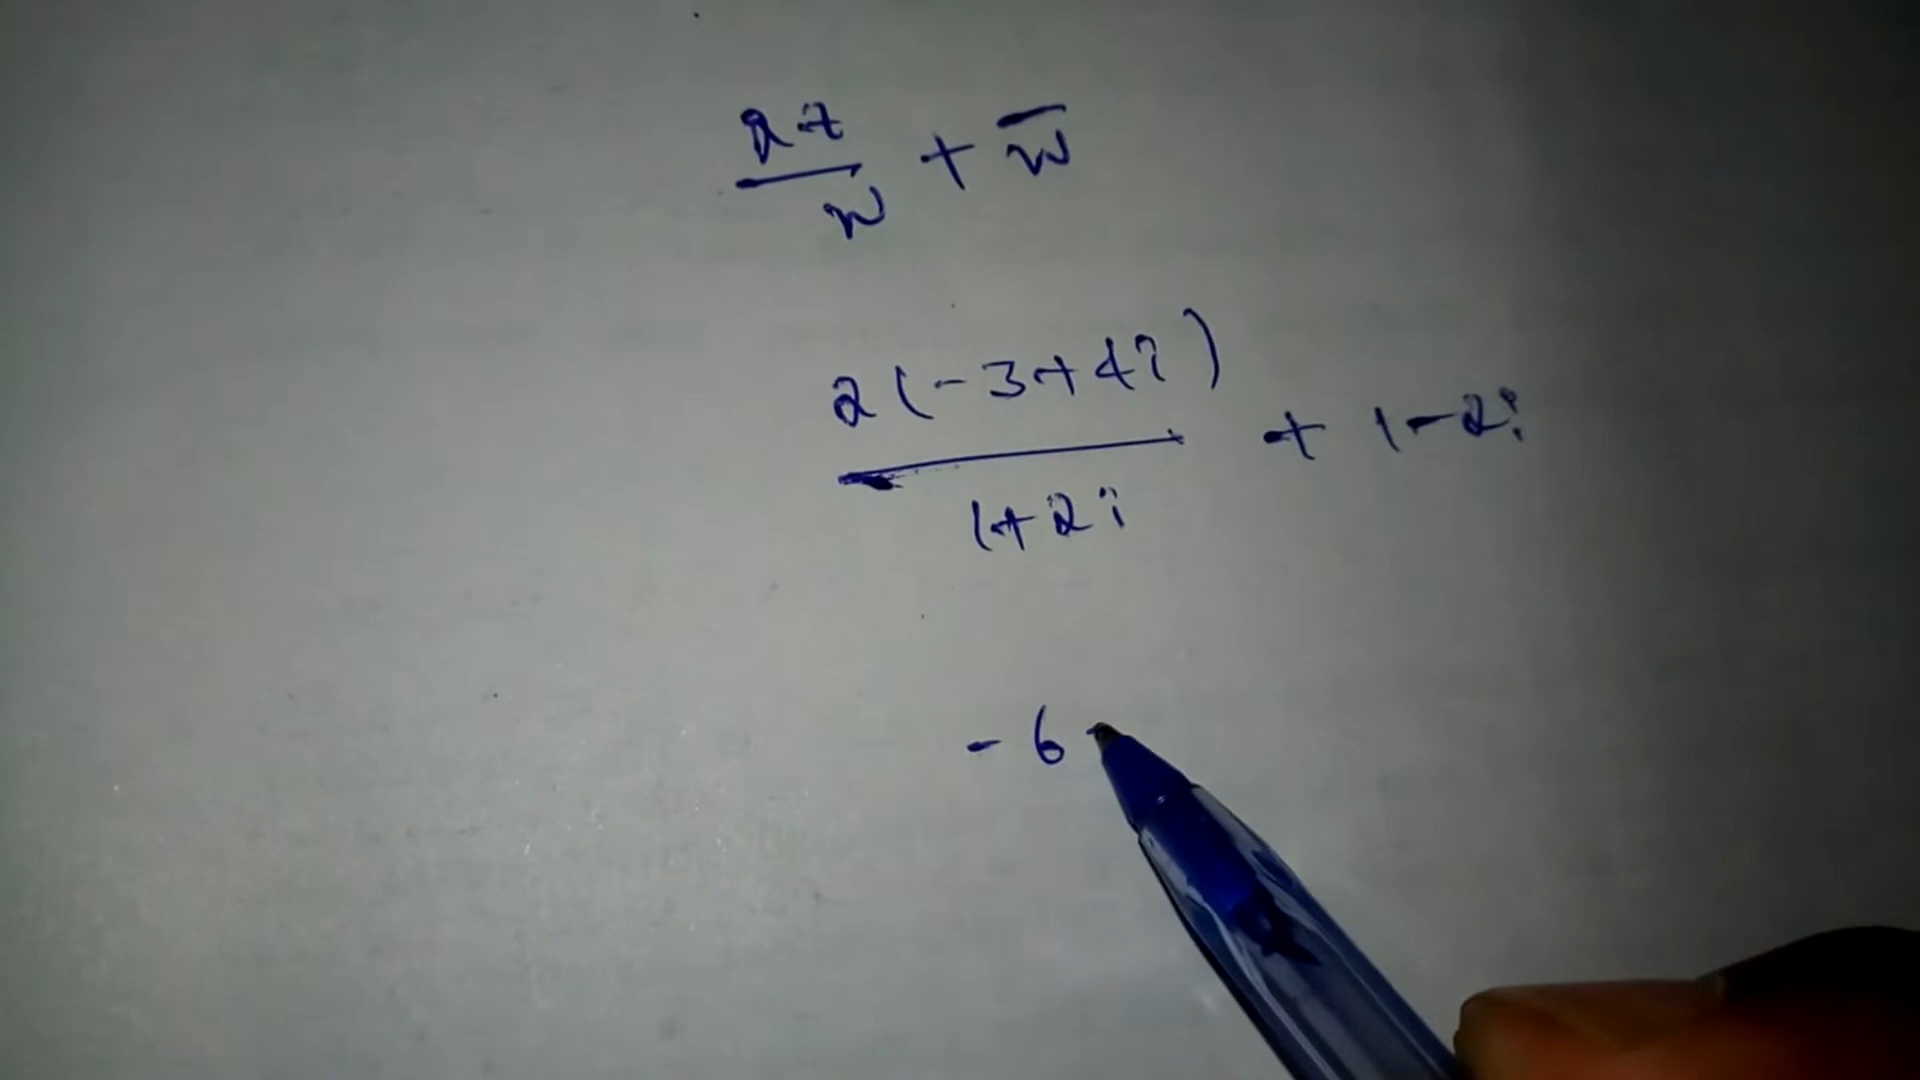 2z/w + w̄
2(-3+4i)/1+2i + 1-2i
-6